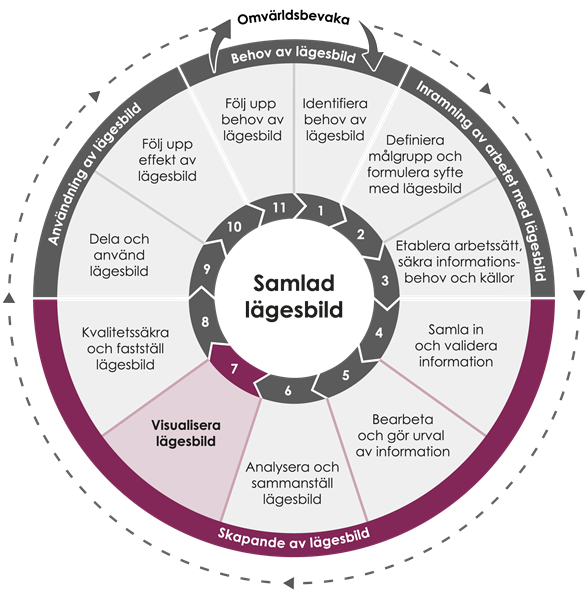 Omvärldsbevaka
Behov av lägesbild
Inramning av arbetet med lägesbild
Skapande av lägesbild
Användning av lägesbild
Samlad
lägesbild
1
Identifiera
behov av
lägesbild
2
Definiera
målgrupp och
formulera syfte
med lägesbild
3
Etablera arbetssätt,
säkra informations-
behov och källor
4
Samla in
och validera
information
5
Bearbeta
och gör urval
av information
6
Analysera och
sammanställ
lägesbild
7
Visualisera
lägesbild
8
Kvalitetssäkra
och fastställ
lägesbild
9
Dela och
använd
lägesbild
10
Följ upp
effekt av
lägesbild
11
Följ upp
behov av
lägesbild